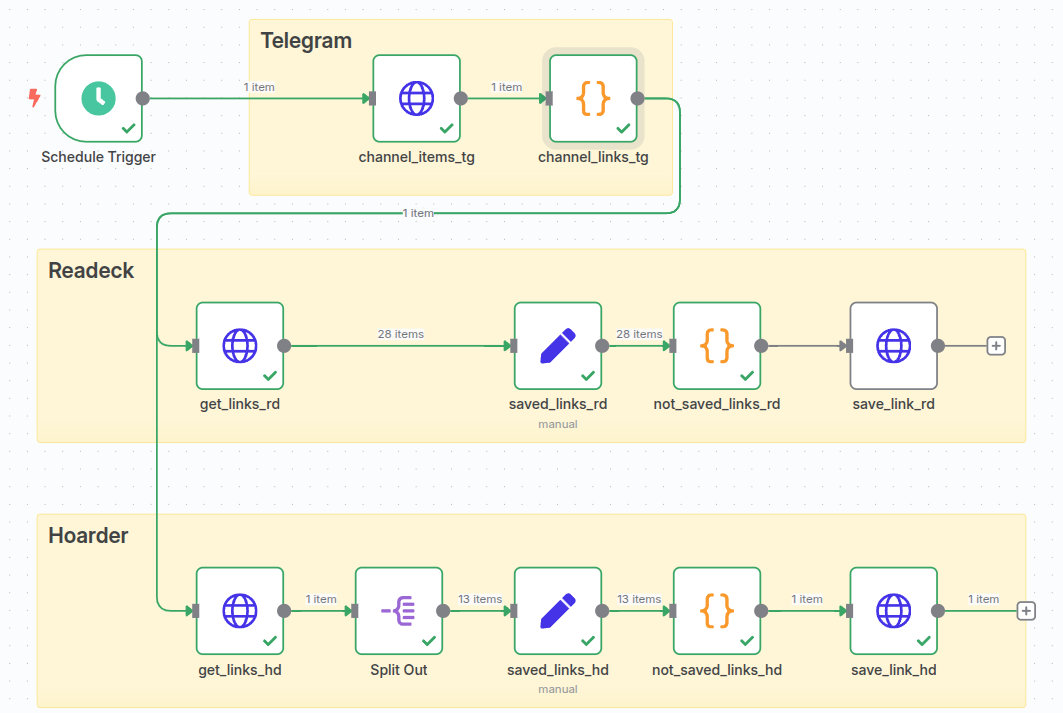 Telegram
1 item
1 item
Schedule Trigger
channel_items_tg
channel_links_tg
1 item
Readeck
28 items
28 items
get_links_rd
saved_links_rd
not_saved_links_rd
save_link_rd
manual
Hoarder
1 item
13 items
13 items
1 item
1 item
get_links_hd
Split Out
saved_links_hd
not_saved_links_hd
save_link_hd
manual